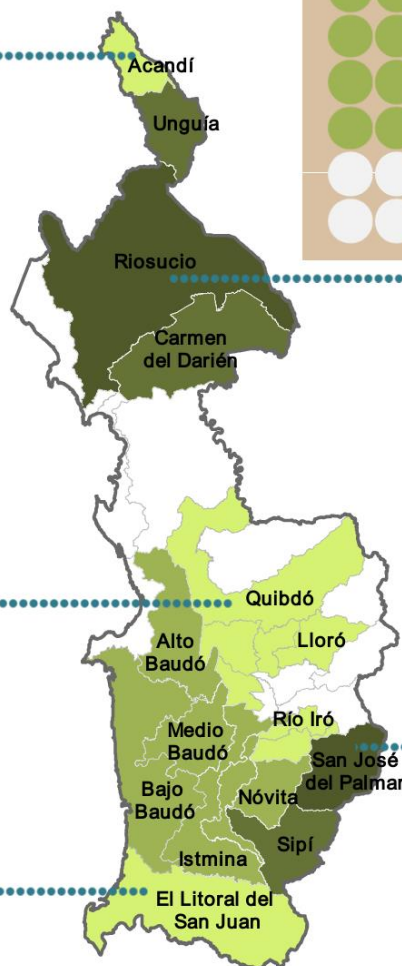 Acandí
Unguía
Riosucio
Carmen
del Darién
Quibdó
Lloró
Alto
Baudó
Río Iró
Medio
Baudó
San José
del Palmar
Bajo
Baudó
Nóvita
Sipí
Istmina
El Litoral del
San Juan